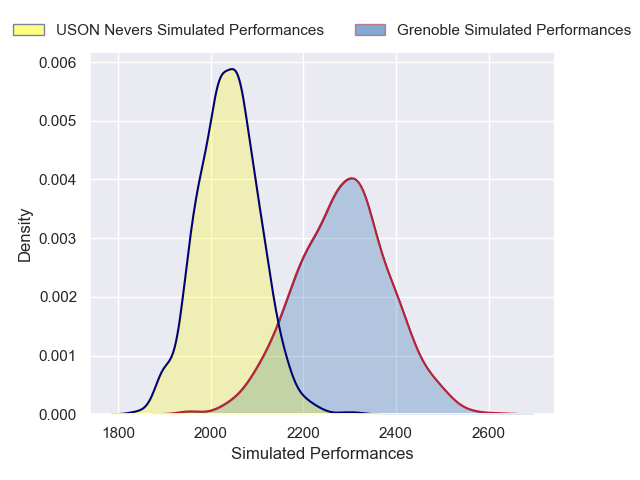 USON Nevers Simulated Performances Grenoble Simulated Performances
0.006
0.005
0.004
0.003
0.002
0.001
0.000
Density
1800 2000 2200 2400 2600
Simulated Performances